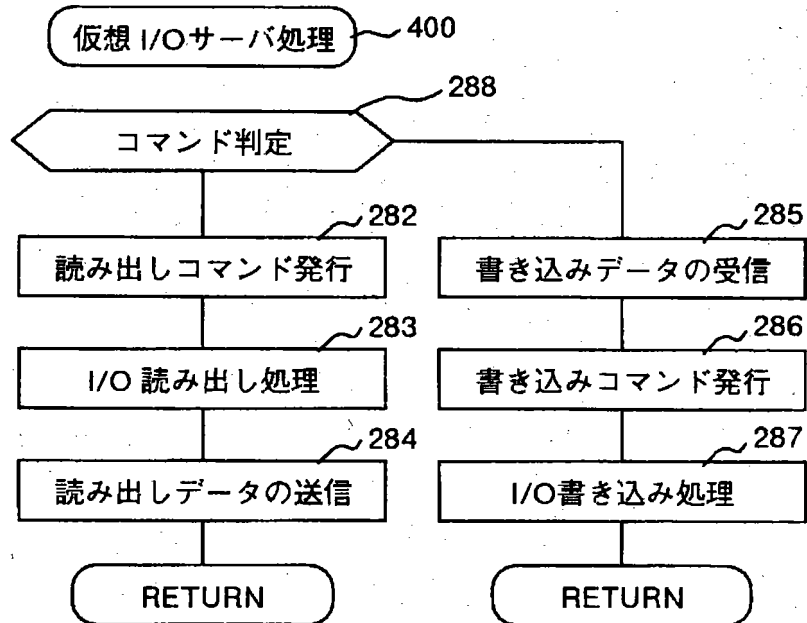 仮想 I/O サーバ処理
400
288
コマンド判定
282
読み出しコマンド発行
283
I/O 読み出し処理
284
読み出しデータの送信
RETURN
285
書き込みデータの受信
286
書き込みコマンド発行
287
I/O書き込み処理
RETURN